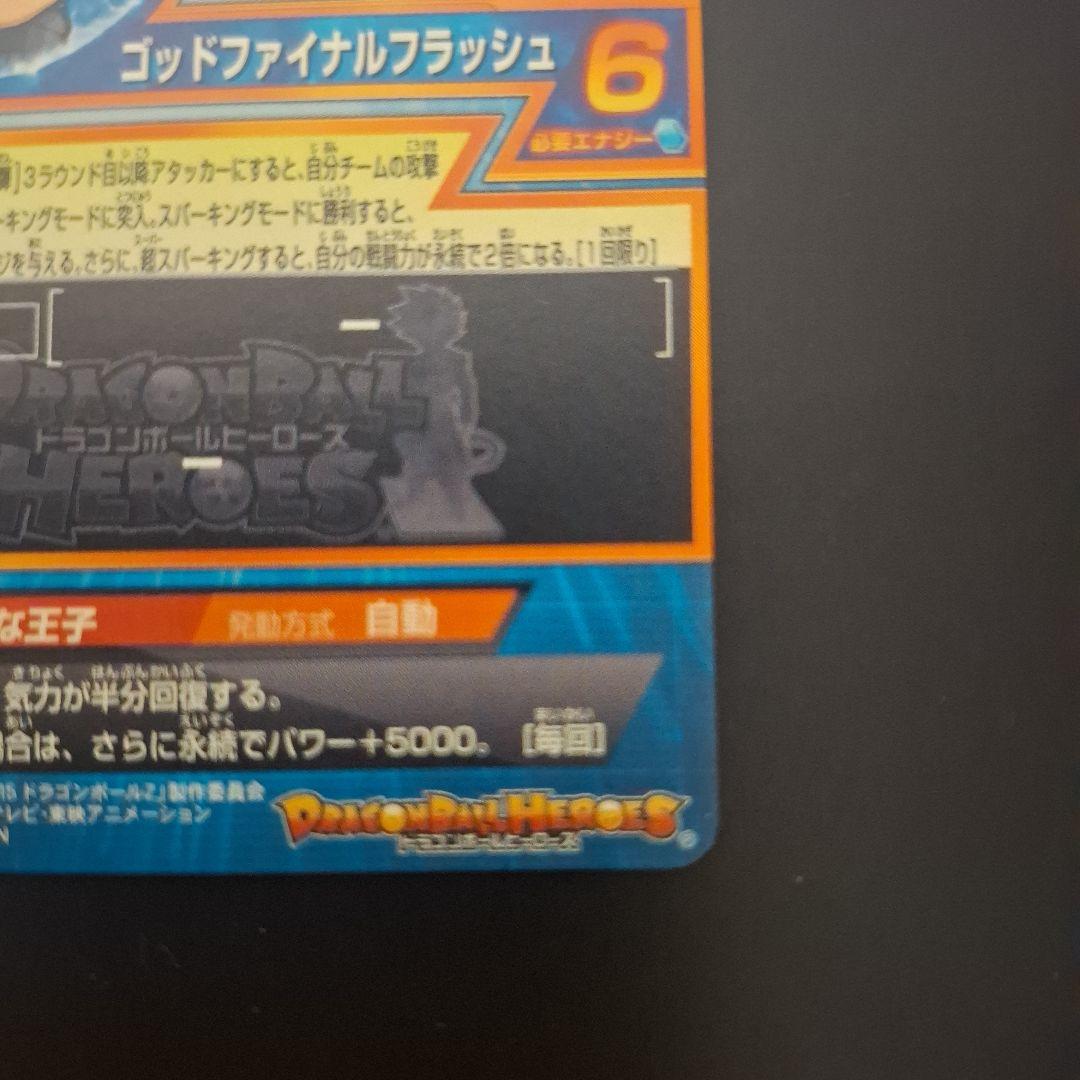 ゴッドファイナルフラッシュ
6
必要エナジー
]3ラウンド目以降アタッカーにすると、自分チームの攻撃
ーキングモードに突入。スパーキングモードに勝利すると、
ジを与える。さらに、超スパーキングすると、自分の戦闘力が永続で2倍になる。[1回限り]
DRAGONBALL
ドラゴンボールヒーローズ
HEROES
な王子
発動方式 自動
気力が半分回復する。
場合は、さらに永続でパワー+5000。 [毎回]
15 ドラゴンボールZ」製作委員会
テレビ・東映アニメーション
N
DRAGONBALL HEROES
ドラゴンボールヒーローズ